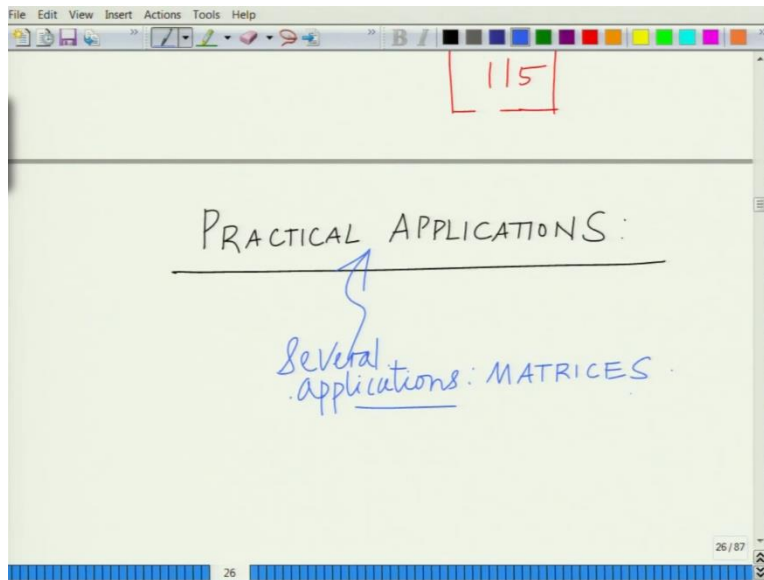 File Edit View Insert Actions Tools Help
» » B I »
115
PRACTICAL APPLICATIONS:
Several
applications: MATRICES
26/87
26